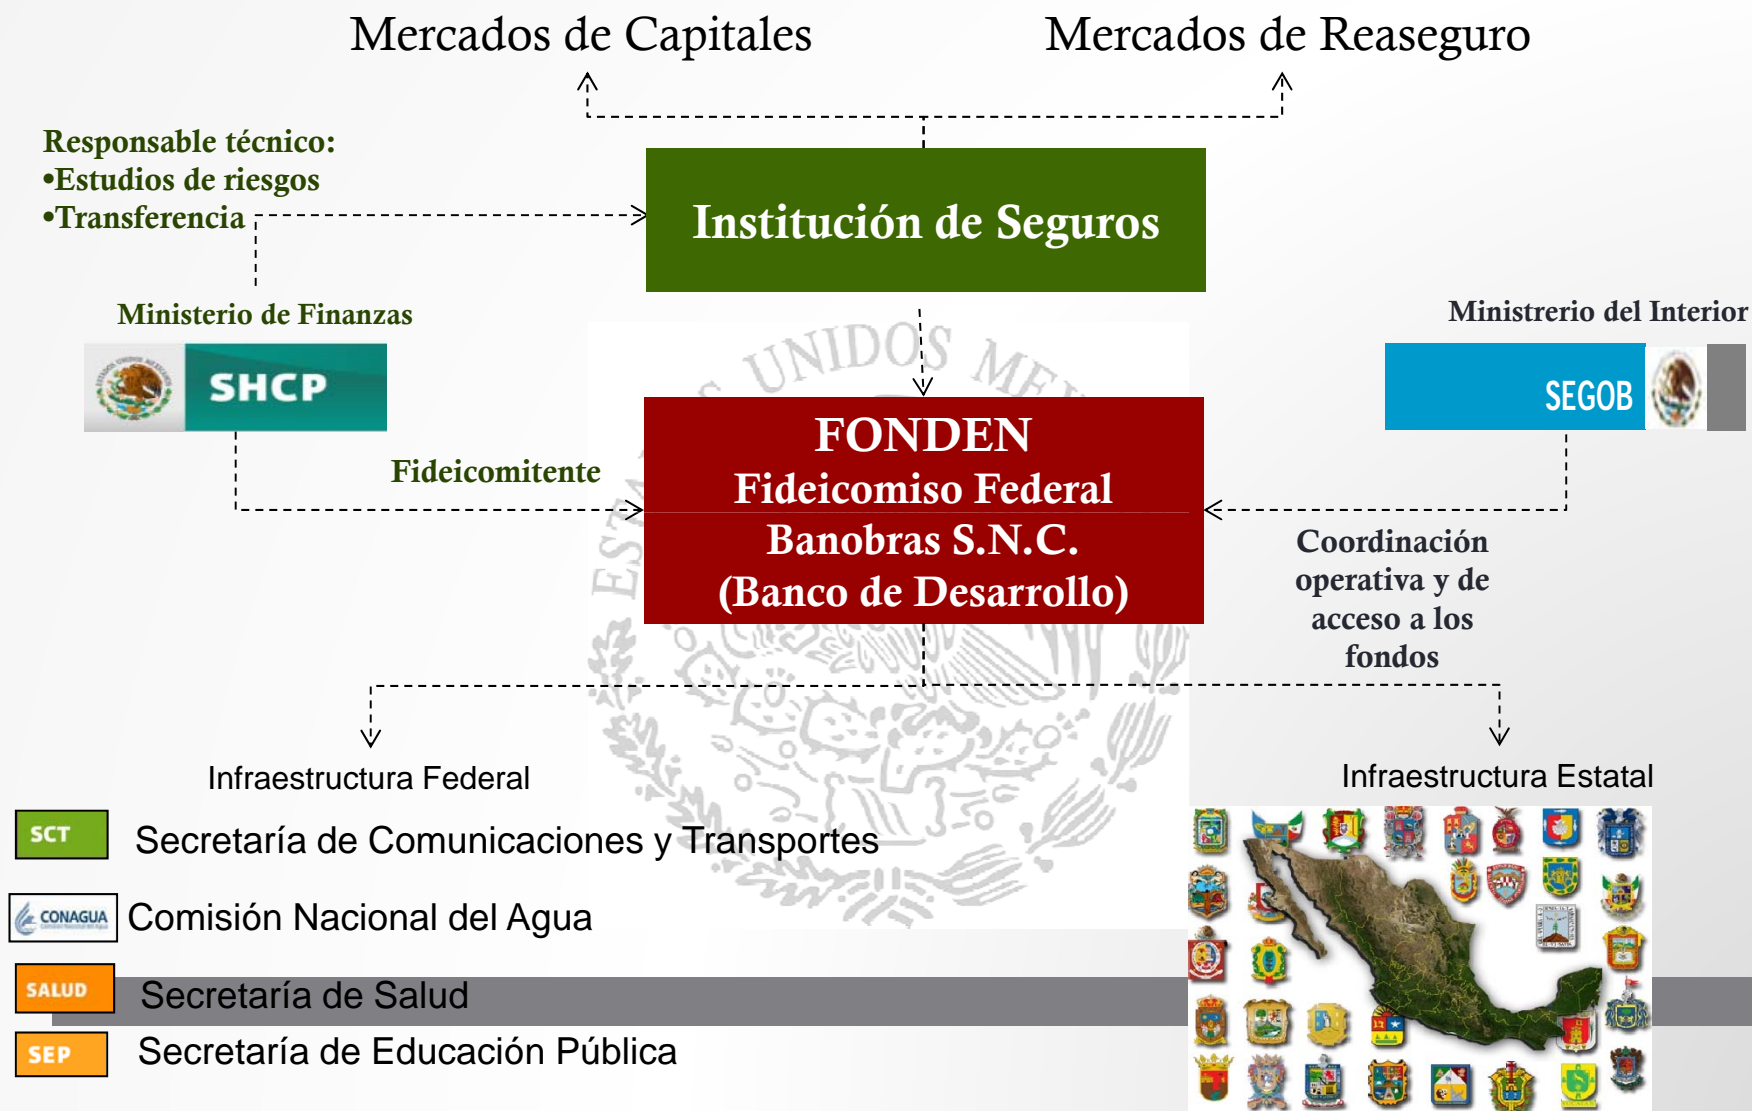 Mercados de Capitales
Mercados de Reaseguro
Responsable técnico:
•Estudios de riesgos
•Transferencia
Institución de Seguros
Ministerio de Finanzas
SHCP
Ministrerio del Interior
SEGOB
UNIDOS
Fideicomitente
FONDEN
Fideicomiso Federal
Banobras S.N.C.
(Banco de Desarrollo)
Coordinación
operativa y de
acceso a los
fondos
Infraestructura Federal
Infraestructura Estatal
SCT
Secretaría de Comunicaciones y Transportes
CONAGUA
Comisión Nacional del Agua
SALUD
Secretaría de Salud
SEP
Secretaría de Educación Pública